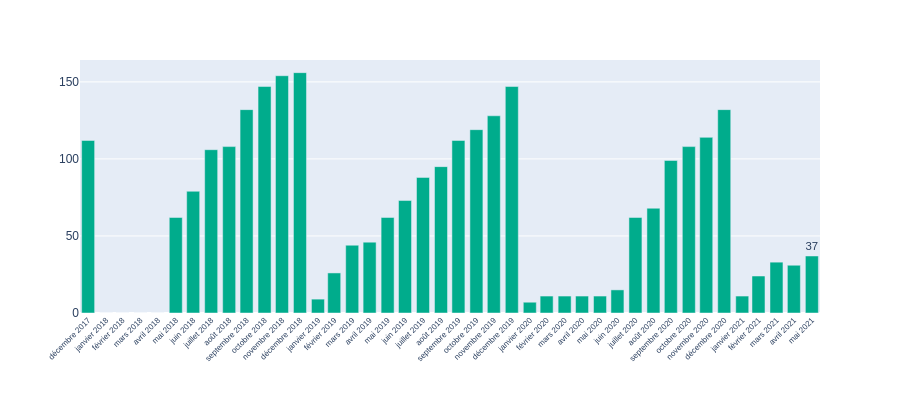 150
100
50
0
37
décembre 2017
janvier 2018
février 2018
mars 2018
avril 2018
mai 2018
juin 2018
juillet 2018
août 2018
septembre 2018
octobre 2018
novembre 2018
décembre 2018
janvier 2019
février 2019
mars 2019
avril 2019
mai 2019
juin 2019
juillet 2019
août 2019
septembre 2019
octobre 2019
novembre 2019
décembre 2019
janvier 2020
février 2020
mars 2020
avril 2020
mai 2020
juin 2020
juillet 2020
août 2020
septembre 2020
octobre 2020
novembre 2020
décembre 2020
janvier 2021
février 2021
mars 2021
avril 2021
mai 2021